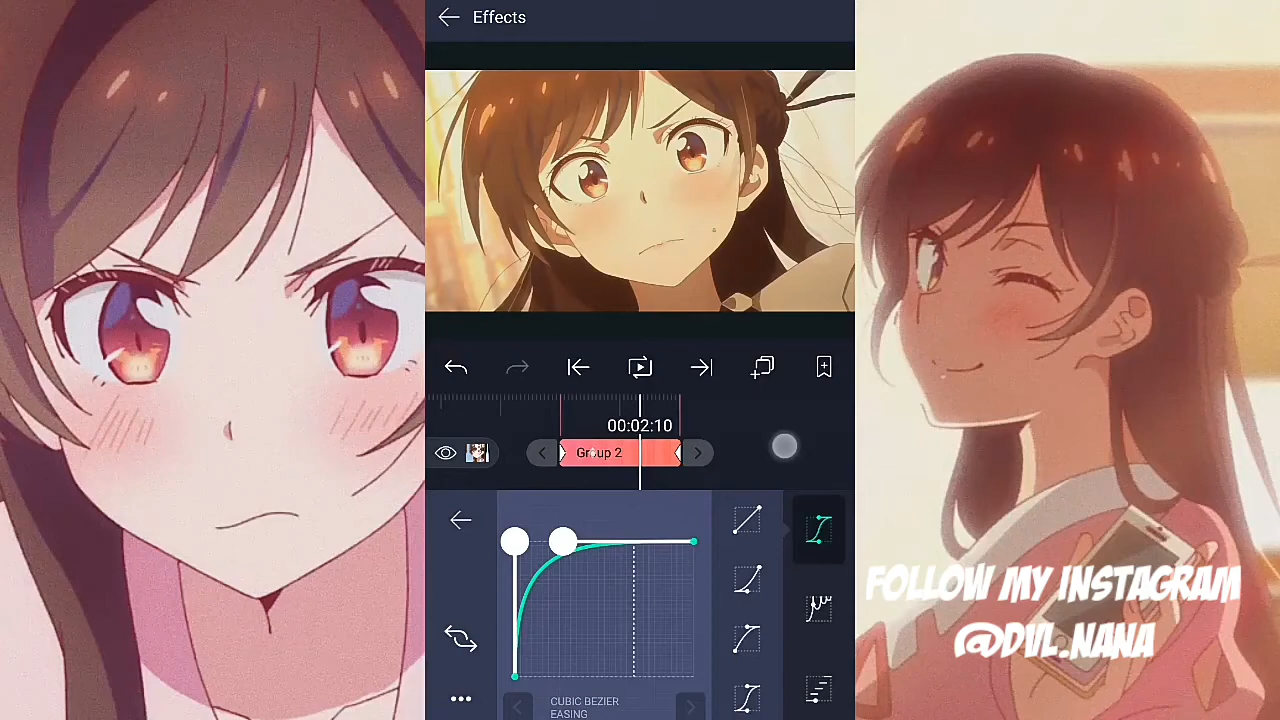 Effects
00:02:10
Group 2
CUBIC BEZIER
EASING
FOLLOW MY INSTAGRAM
@DVL.NANA